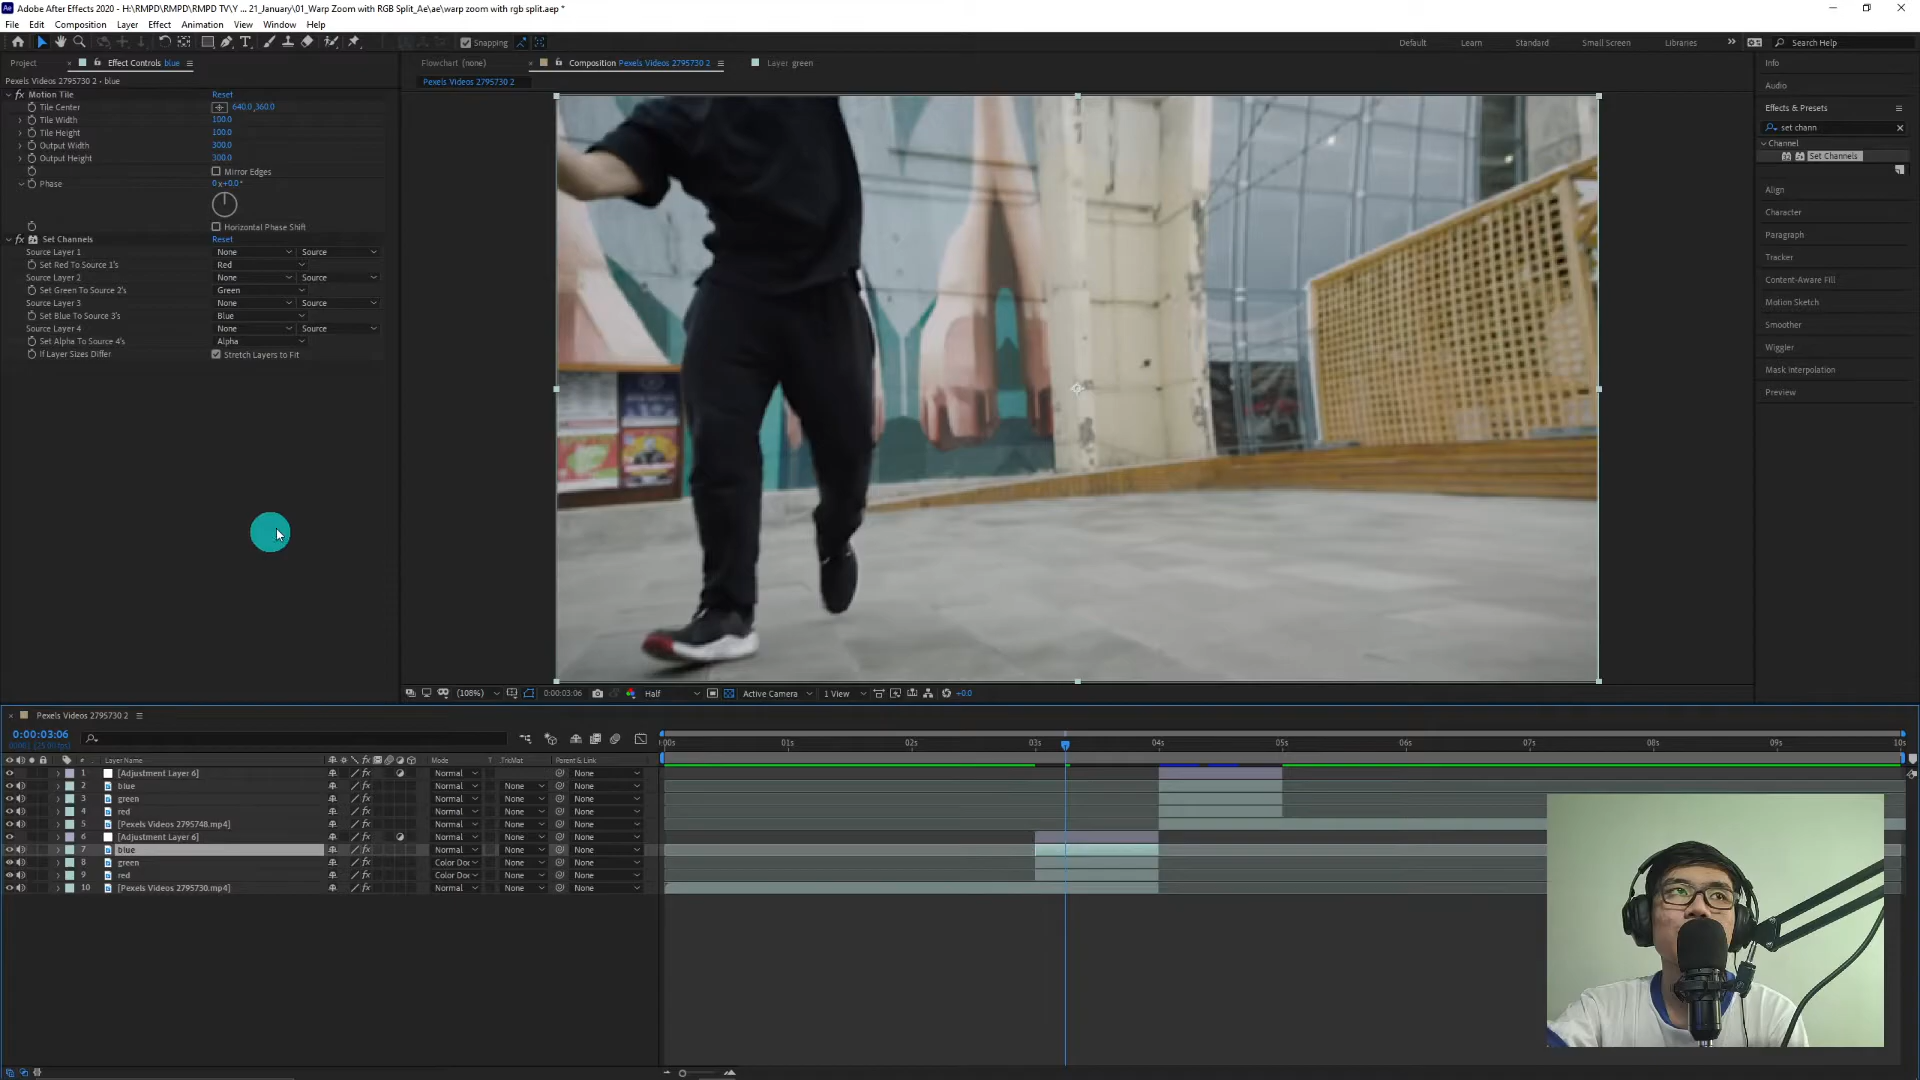 Adobe After Effects 2020 - H:\RMPD\RMPD TV\Y ... 21_January\01_Warp Zoom with RGB Split_Ae\ae\warp zoom with rgb split.aep *
File Edit Composition Layer Effect Animation View Window Help
Snapping
Default Learn Standard Small Screen Libraries Search Help
Project Effect Controls blue
Flowchart (none) Composition Pexels Videos 2795730 2 Layer green
Info
Pexels Videos 2795730 2 • blue
Pexels Videos 2795730 2
Audio
Motion Tile Reset
Tile Center 640.0,360.0
Tile Width 100.0
Tile Height 100.0
Output Width 300.0
Output Height 300.0
Mirror Edges
Phase 0x+0.0°
Horizontal Phase Shift
Set Channels Reset
Source Layer 1 None Source
Set Red To Source 1's Red
Source Layer 2 None Source
Set Green To Source 2's Green
Source Layer 3 None Source
Set Blue To Source 3's Blue
Source Layer 4 None Source
Set Alpha To Source 4's Alpha
If Layer Sizes Differ Stretch Layers to Fit
Effects & Presets
set chann
Channel
Set Channels
Align
Character
Paragraph
Tracker
Content-Aware Fill
Motion Sketch
Smoother
Wiggler
Mask Interpolation
Preview
(108%) 0:00:03:06 Half Active Camera 1 View +0.0
Pexels Videos 2795730 2
0:00:03:06
:00s 01s 02s 03s 04s 05s 06s 07s 08s 09s 10s
# Layer Name Mode T .TrkMat Parent & Link
1 [Adjustment Layer 6] Normal None
2 blue Normal None None
3 green Normal None None
4 red Normal None None
5 [Pexels Videos 2795748.mp4] Normal None None
6 [Adjustment Layer 6] Normal None None
7 blue Normal None None
8 green Color Doc None None
9 red Color Doc None None
10 [Pexels Videos 2795730.mp4] Normal None None